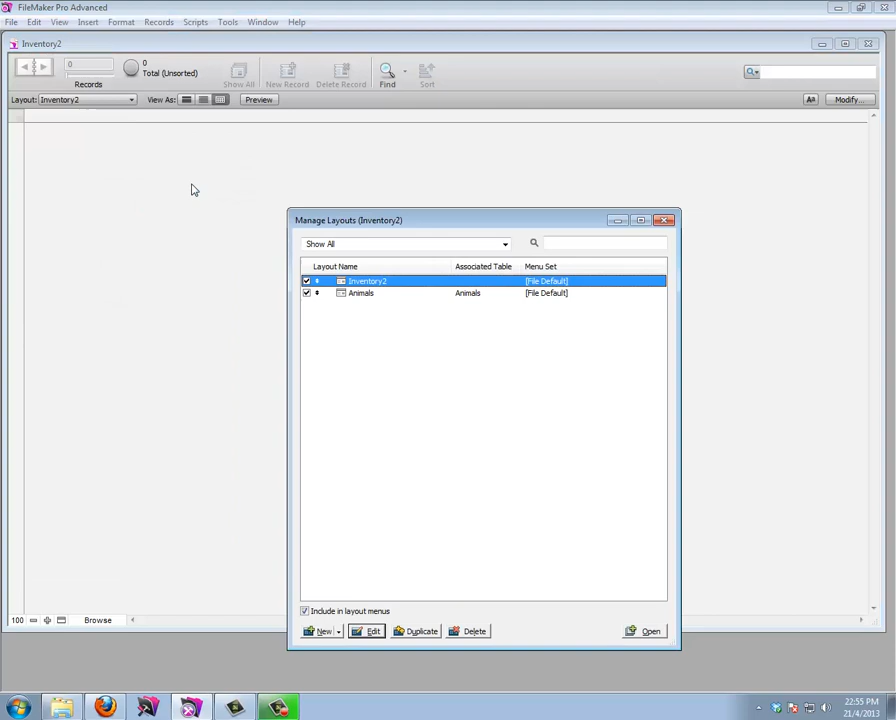 FileMaker Pro Advanced
File Edit View Insert Format Records Scripts Tools Window Help
Inventory2
0
0
Total (Unsorted)
Records
Show All New Record Delete Record Find Sort
Layout: Inventory2 View As: Preview Aa Modify...
Manage Layouts (Inventory2)
Show All
Layout Name Associated Table Menu Set
Inventory2 [File Default]
Animals Animals [File Default]
Include in layout menus
New Edit Duplicate Delete Open
100 Browse
22:55 PM
21/4/2013